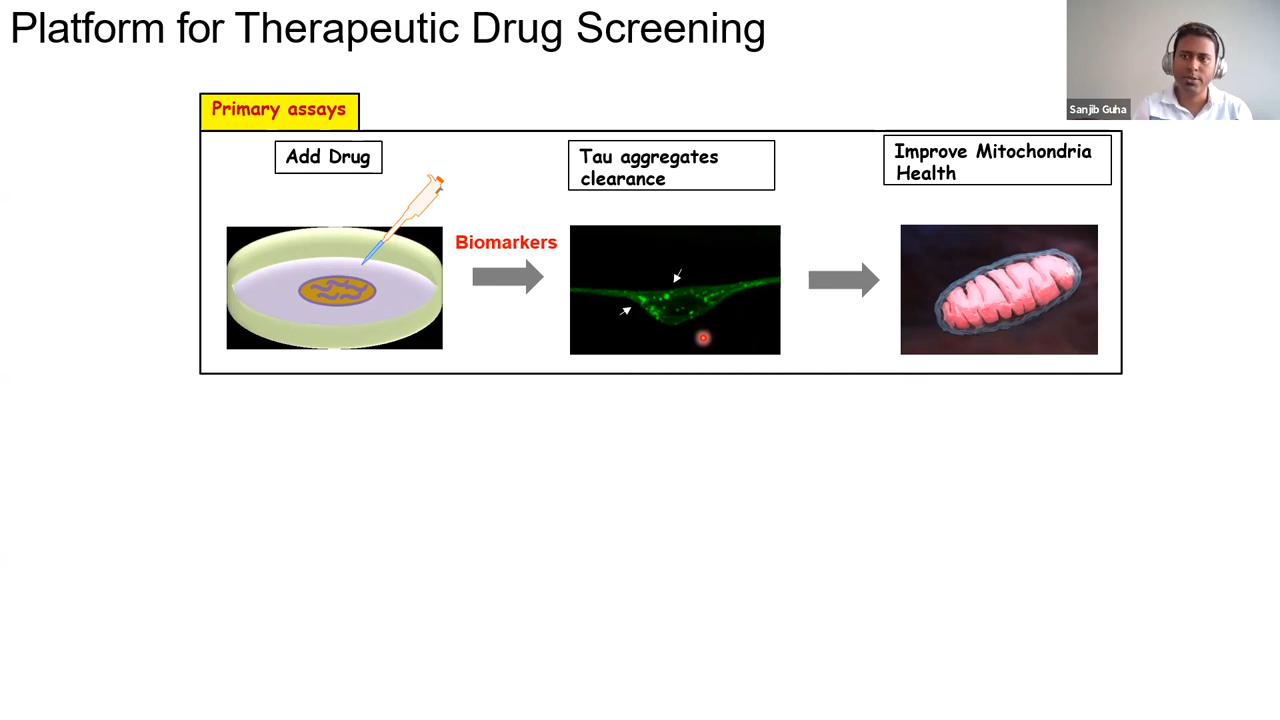 Platform for Therapeutic Drug Screening
Sanjib Guha
Primary assays
Add Drug
Tau aggregates
clearance
Improve Mitochondria
Health
Biomarkers